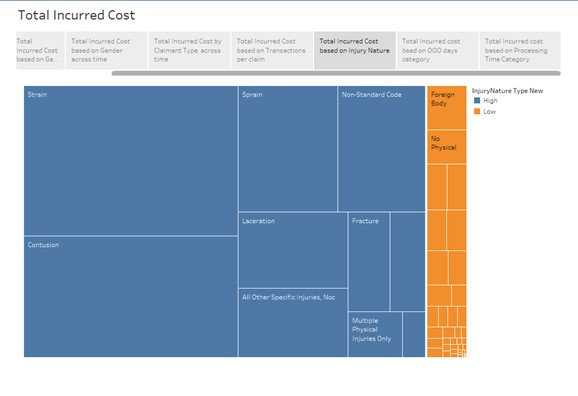 Total Incurred Cost
Total
Incurred Cost
based on Ge...
Total Incurred Cost
based on Gender
across time
Total Incurred Cost by
Claimant Type across
time
Total Incurred Cost
based on Transactions
per claim
Total Incurred Cost
based on Injury Nature
Total Incurred cost
based on OOO days
category
Total Incurred cost
based on Processing
Time Category
Strain
Sprain
Non-Standard Code
Foreign
Body
InjuryNature Type New
High
Low
No
Physical
Laceration
Fracture
Contusion
All Other Specific Injuries, Noc
Multiple
Physical
Injuries Only